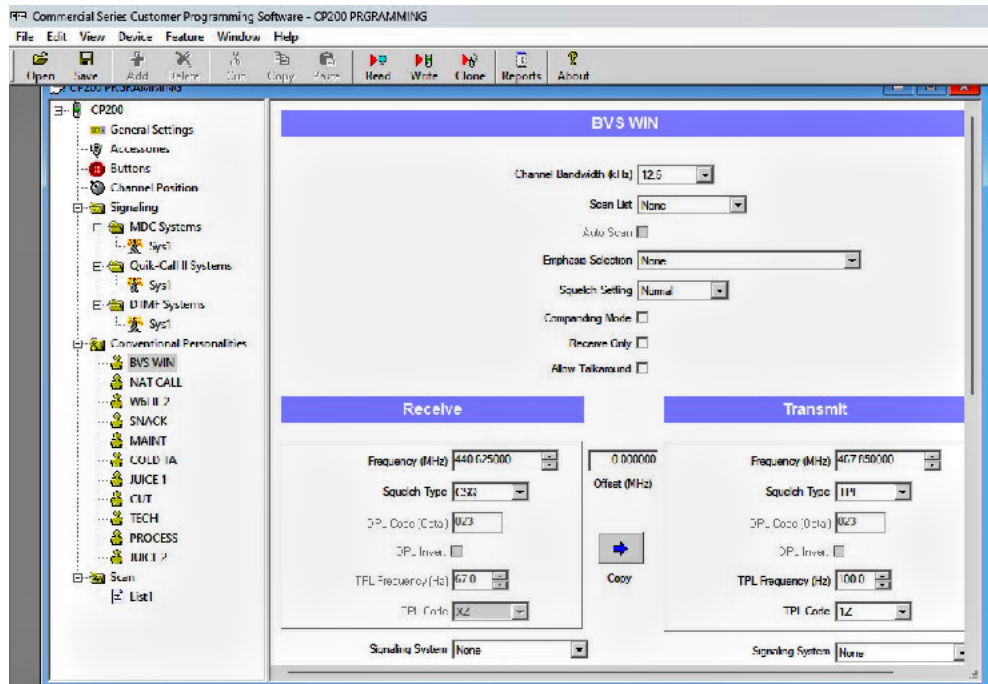 Commercial Series Customer Programming Software - CP200 PRGRAMMING
File Edit View Device Feature Window Help
Open Save Add Delete Cut Copy Paste Read Write Clone Reports About
CP200 PRGRAMMING
CP200
General Settings
Accessories
Buttons
Channel Position
Signaling
MDC Systems
Sys1
Quik-Call II Systems
Sys1
DTMF Systems
Sys1
Conventional Personalities
BVS WIN
NAT CALL
SNACK
MAINT
JUICE 1
CUT
TECH
PROCESS
JUICE 2
Scan
List1
BVS WIN
Channel Bandwidth (kHz) 12.5
Scan List None
Auto Scan
Emphasis Selection None
Squelch Setting Normal
Companding Mode
Receive Only
Allow Talkaround
Receive
Frequency (MHz) 440.625000
Squelch Type CSQ
DPL Code (Octal) 023
DPL Invert
TPL Frequency (Hz) 67.0
TPL Code XZ
Signaling System None
0.000000
Offset (MHz)
Copy
Transmit
Frequency (MHz) 467.850000
Squelch Type TPL
DPL Code (Octal) 023
DPL Invert
TPL Frequency (Hz) 100.0
TPL Code 1Z
Signaling System None